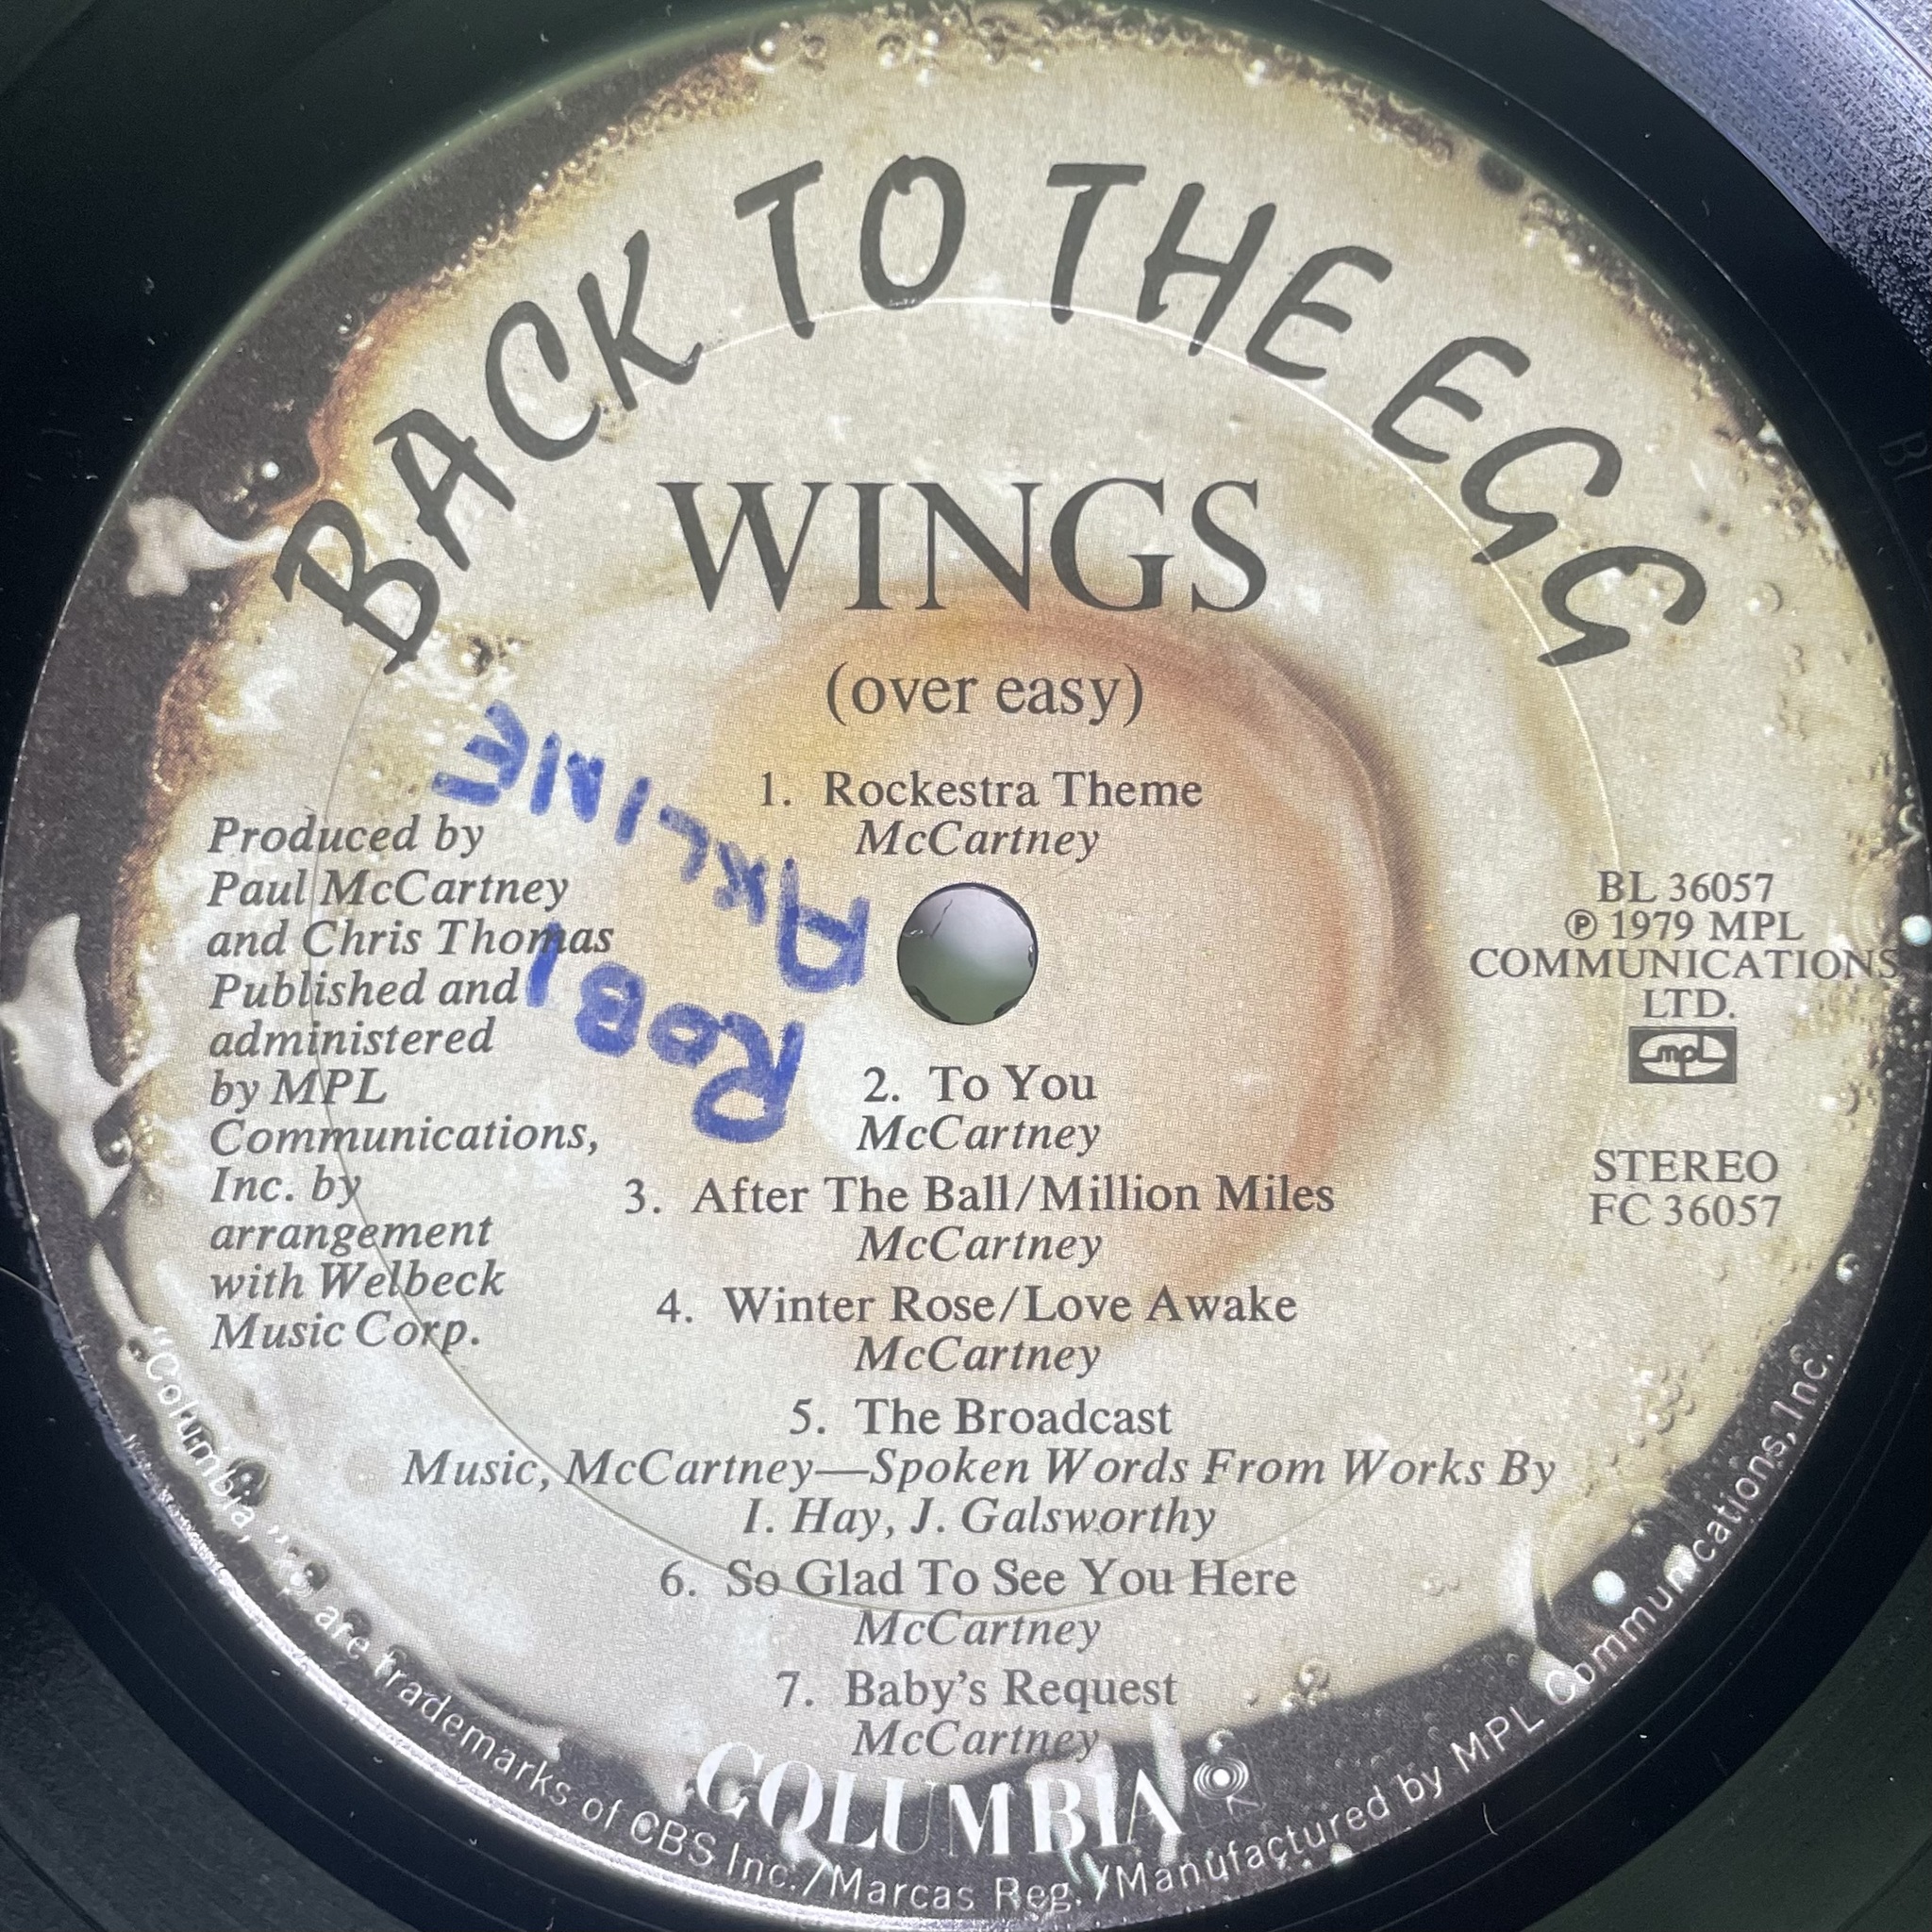 BACK TO THE EGG
WINGS
(over easy)
1. Rockestra Theme
McCartney
Produced by
Paul McCartney
and Chris Thomas
Published and
administered
by MPL
Communications,
Inc. by
arrangement
with Welbeck
Music Corp.
ROBI
BL 36057
℗ 1979 MPL
COMMUNICATIONS
LTD.
mpl
STEREO
FC 36057
2. To You
McCartney
3. After The Ball/Million Miles
McCartney
4. Winter Rose/Love Awake
McCartney
5. The Broadcast
Music, McCartney—Spoken Words From Works By
I. Hay, J. Galsworthy
6. So Glad To See You Here
McCartney
7. Baby's Request
McCartney
COLUMBIA
"Columbia," are trademarks of CBS Inc./Marcas Reg./Manufactured by MPL Communications, Inc.